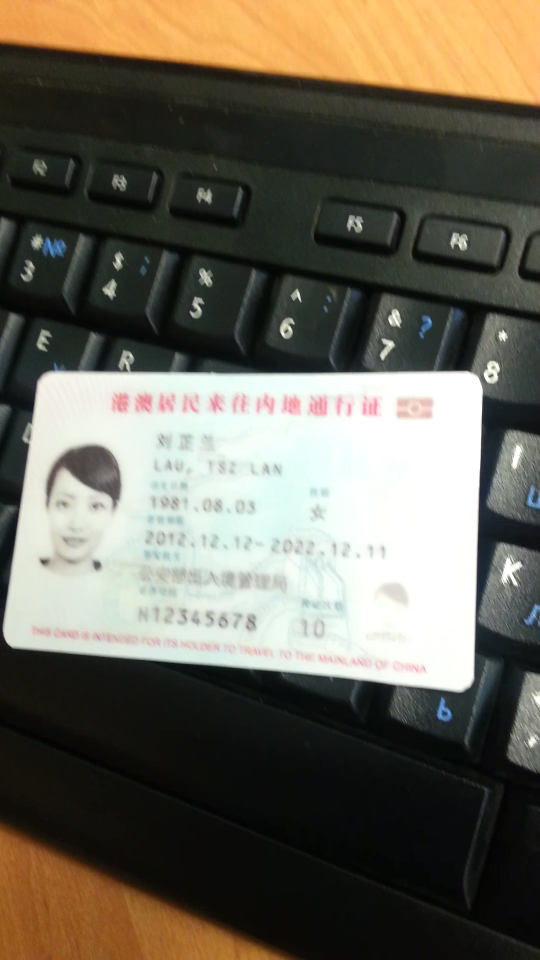 F2 F3 F4 F5 F6
# № 3 $ ; 4 % 5 ^ : 6 & ? 7 * 8
E R
I
K
Ь
港澳居民来往内地通行证
刘芷兰
LAU, TSZ LAN
1981.08.03 女
2012.12.12-2022.12.11
公安部出入境管理局
H12345678 10
THIS CARD IS INTENDED FOR ITS HOLDER TO TRAVEL TO THE MAINLAND OF CHINA